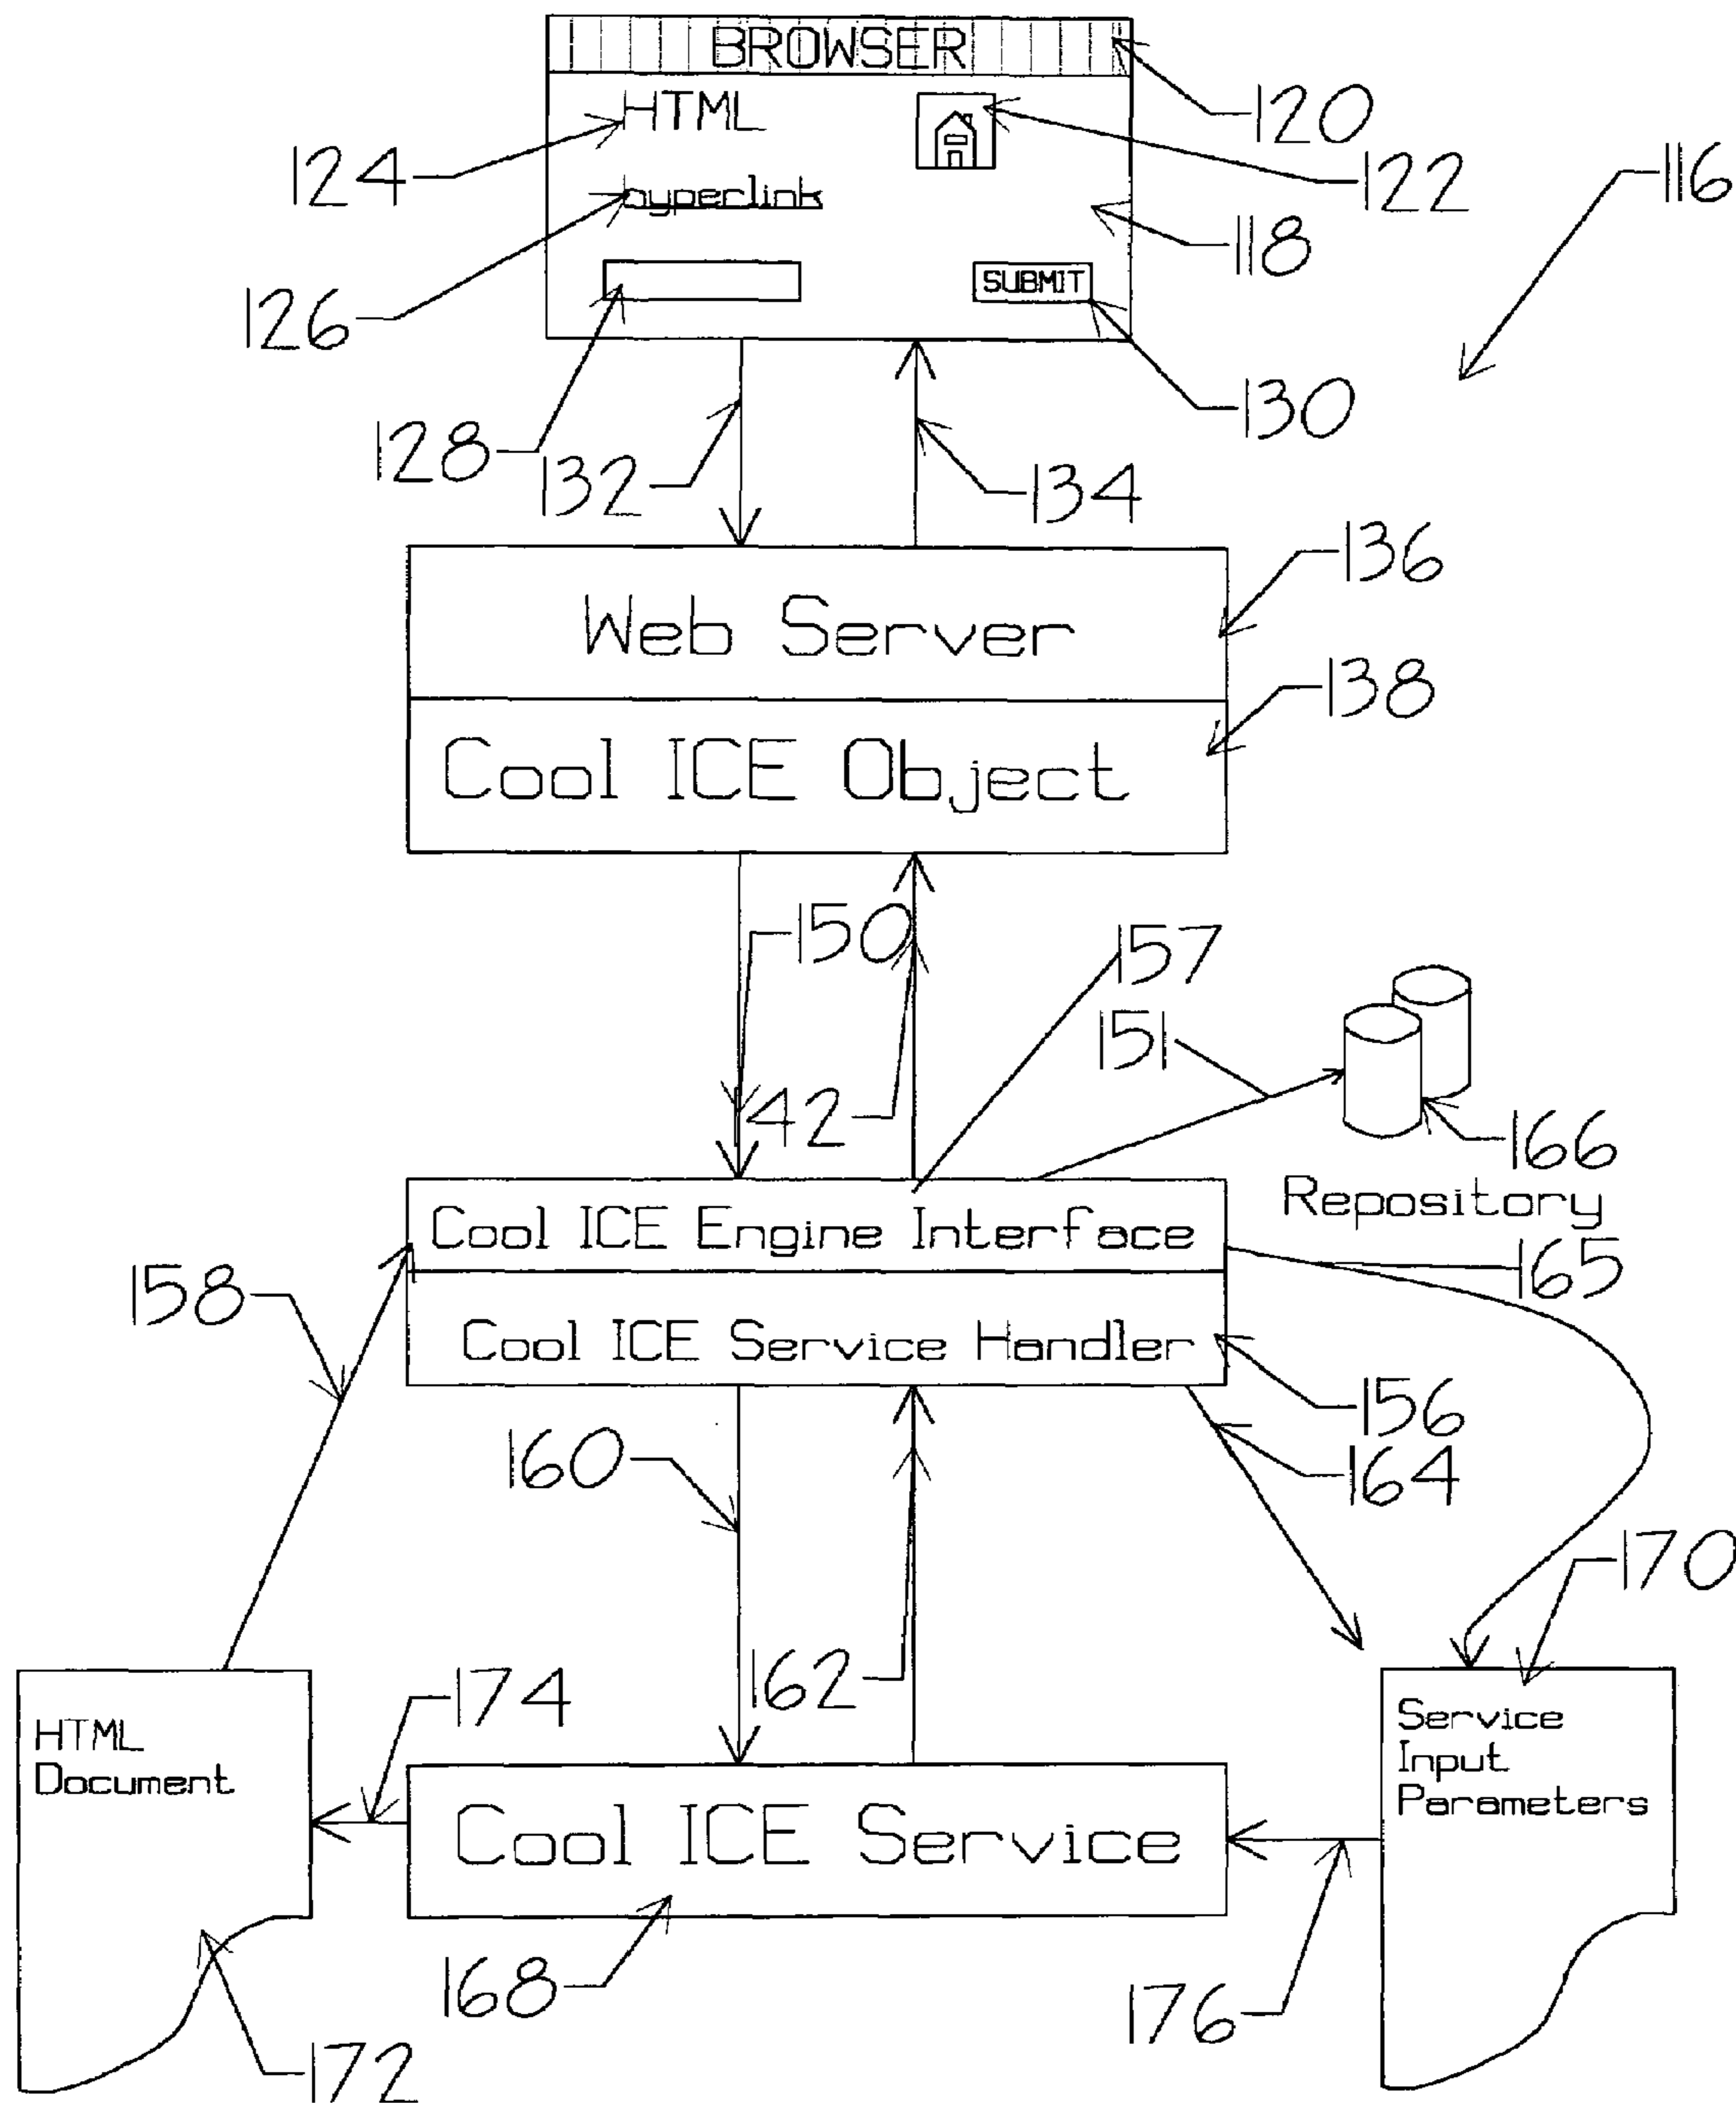 BROWSER
HTML
120
124
122
116
hyperlink
118
SUBMIT
126
130
128
132
134
136
Web Server
138
Cool ICE Object
150
157
151
142
166
Repository
Cool ICE Engine Interface
165
158
Cool ICE Service Handler
156
160
164
170
162
174
HTML
Document
Service
Input
Parameters
Cool ICE Service
168
176
172